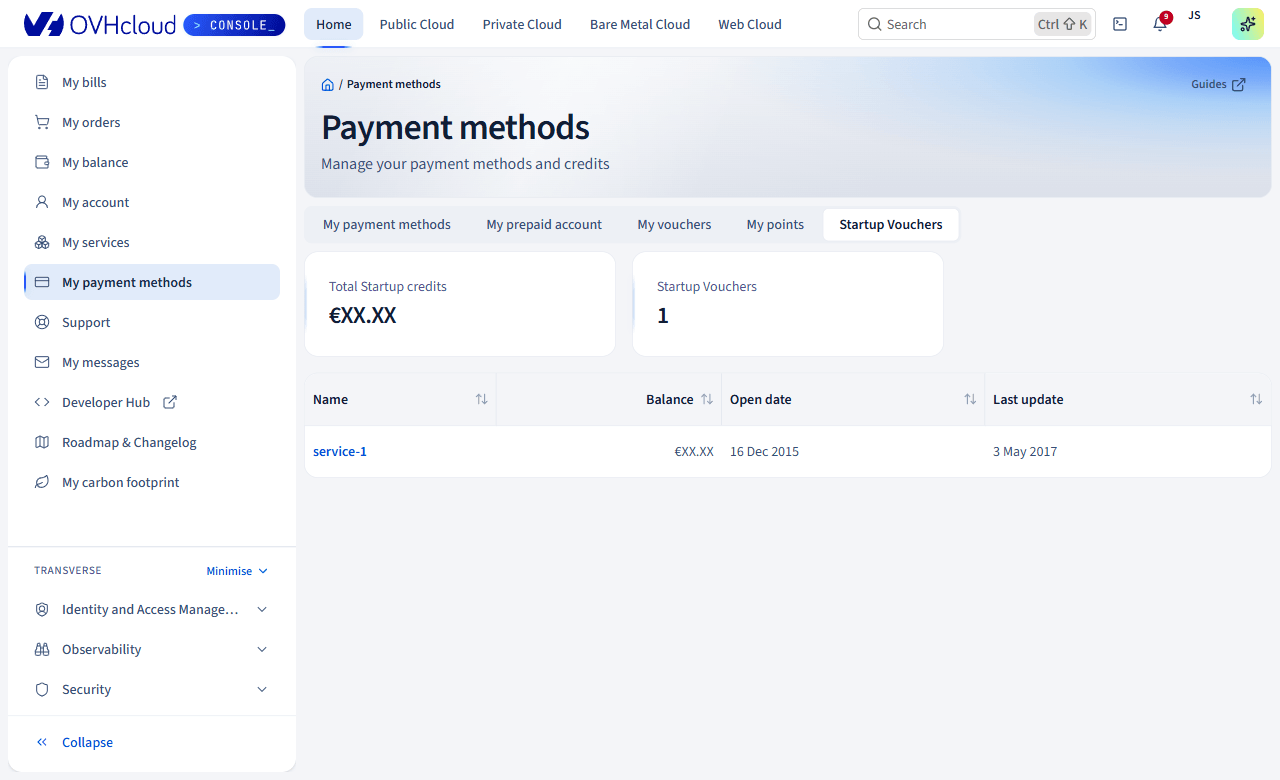 OVHcloud > CONSOLE_
Home Public Cloud Private Cloud Bare Metal Cloud Web Cloud
Search Ctrl K
9
JS
My bills
My orders
My balance
My account
My services
My payment methods
Support
My messages
Developer Hub
Roadmap & Changelog
My carbon footprint
TRANSVERSE Minimise
Identity and Access Manage…
Observability
Security
Collapse
/ Payment methods
Guides
Payment methods
Manage your payment methods and credits
My payment methods My prepaid account My vouchers My points Startup Vouchers
Total Startup credits
€XX.XX
Startup Vouchers
1
Name Balance Open date Last update
service-1 €XX.XX 16 Dec 2015 3 May 2017